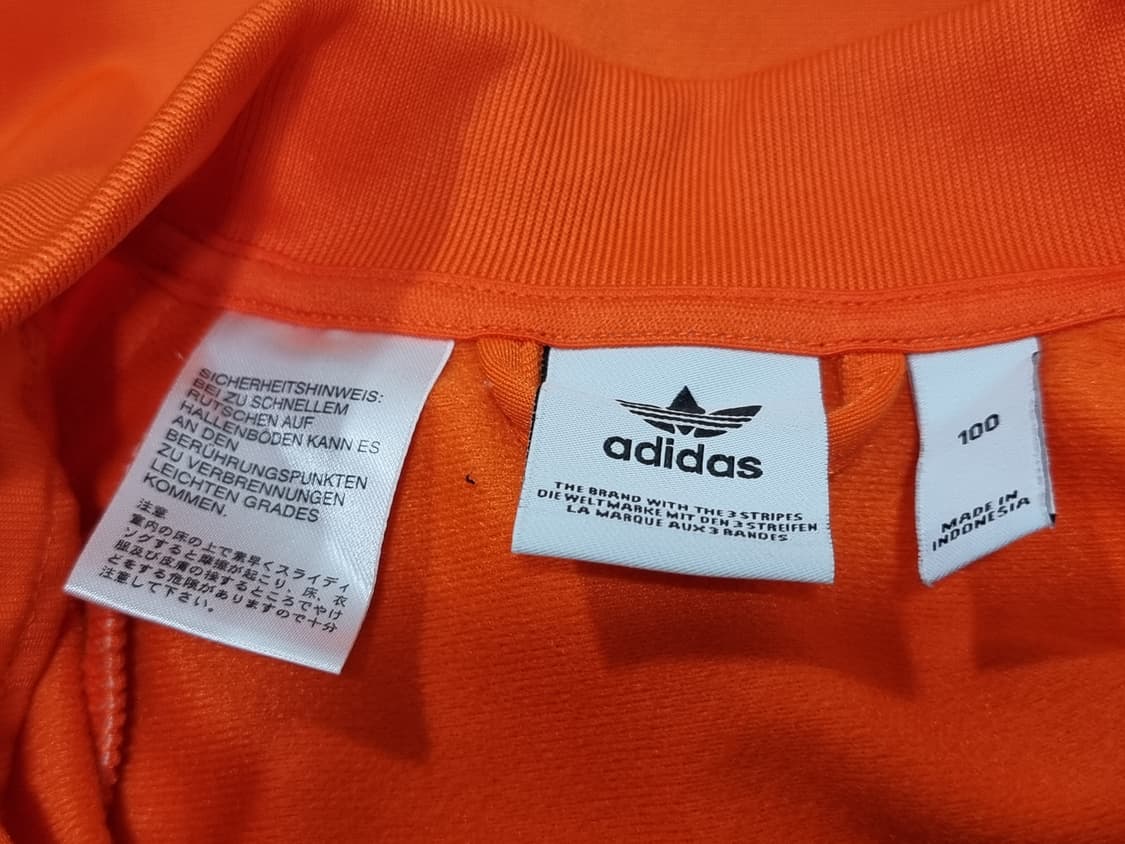 SICHERHEITSHINWEIS:
BEI ZU SCHNELLEM
RUTSCHEN AUF
HALLENBÖDEN KANN ES
AN DEN
BERÜHRUNGSPUNKTEN
ZU VERBRENNUNGEN
LEICHTEN GRADES
KOMMEN.
注意
室内の床の上で素早くスライディ
ングすると摩擦が起こり、床、衣
服及び皮膚の接するところでやけ
どをする危険がありますので十分
注意して下さい。
adidas
THE BRAND WITH THE 3 STRIPES
DIE WELTMARKE MIT DEN 3 STREIFEN
LA MARQUE AUX 3 BANDES
100
MADE IN
INDONESIA